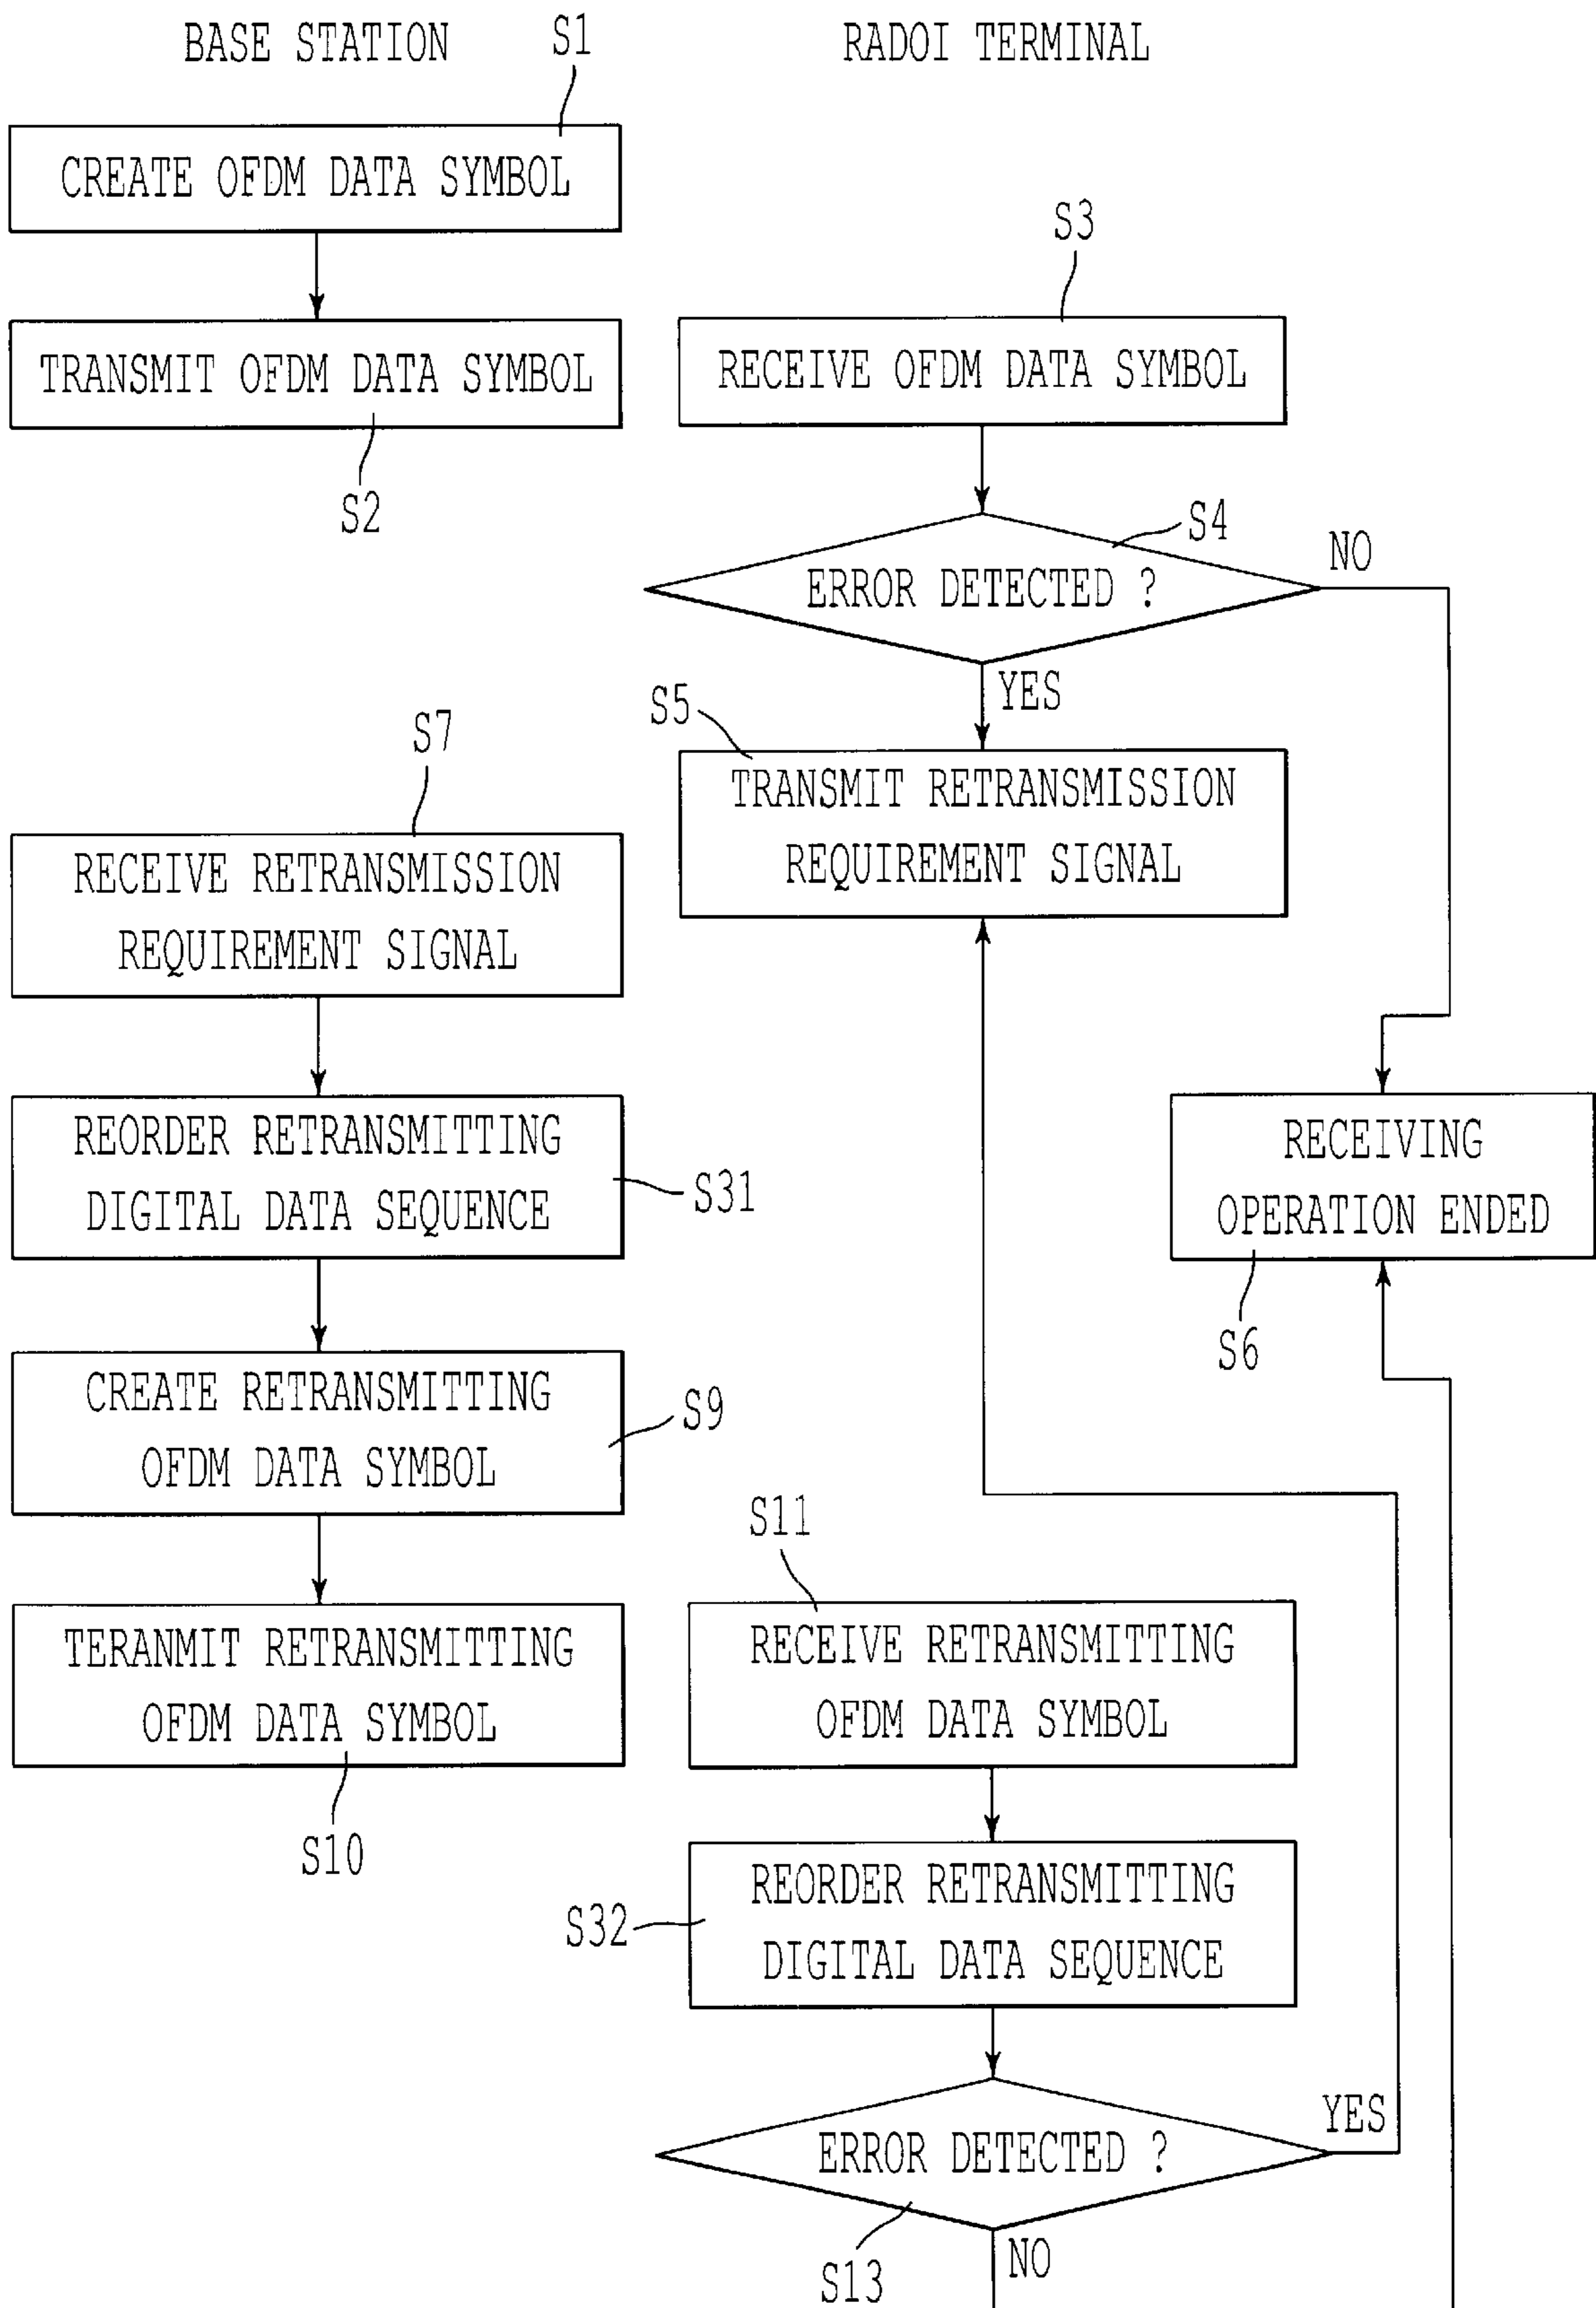 BASE STATION
S1
RADOI TERMINAL
CREATE OFDM DATA SYMBOL
S3
TRANSMIT OFDM DATA SYMBOL
RECEIVE OFDM DATA SYMBOL
S2
S4
NO
ERROR DETECTED ?
YES
S5
S7
TRANSMIT RETRANSMISSION
REQUIREMENT SIGNAL
RECEIVE RETRANSMISSION
REQUIREMENT SIGNAL
REORDER RETRANSMITTING
DIGITAL DATA SEQUENCE
S31
RECEIVING
OPERATION ENDED
S6
CREATE RETRANSMITTING
OFDM DATA SYMBOL
S9
S11
TERANMIT RETRANSMITTING
OFDM DATA SYMBOL
RECEIVE RETRANSMITTING
OFDM DATA SYMBOL
S10
S32
REORDER RETRANSMITTING
DIGITAL DATA SEQUENCE
YES
ERROR DETECTED ?
S13
NO